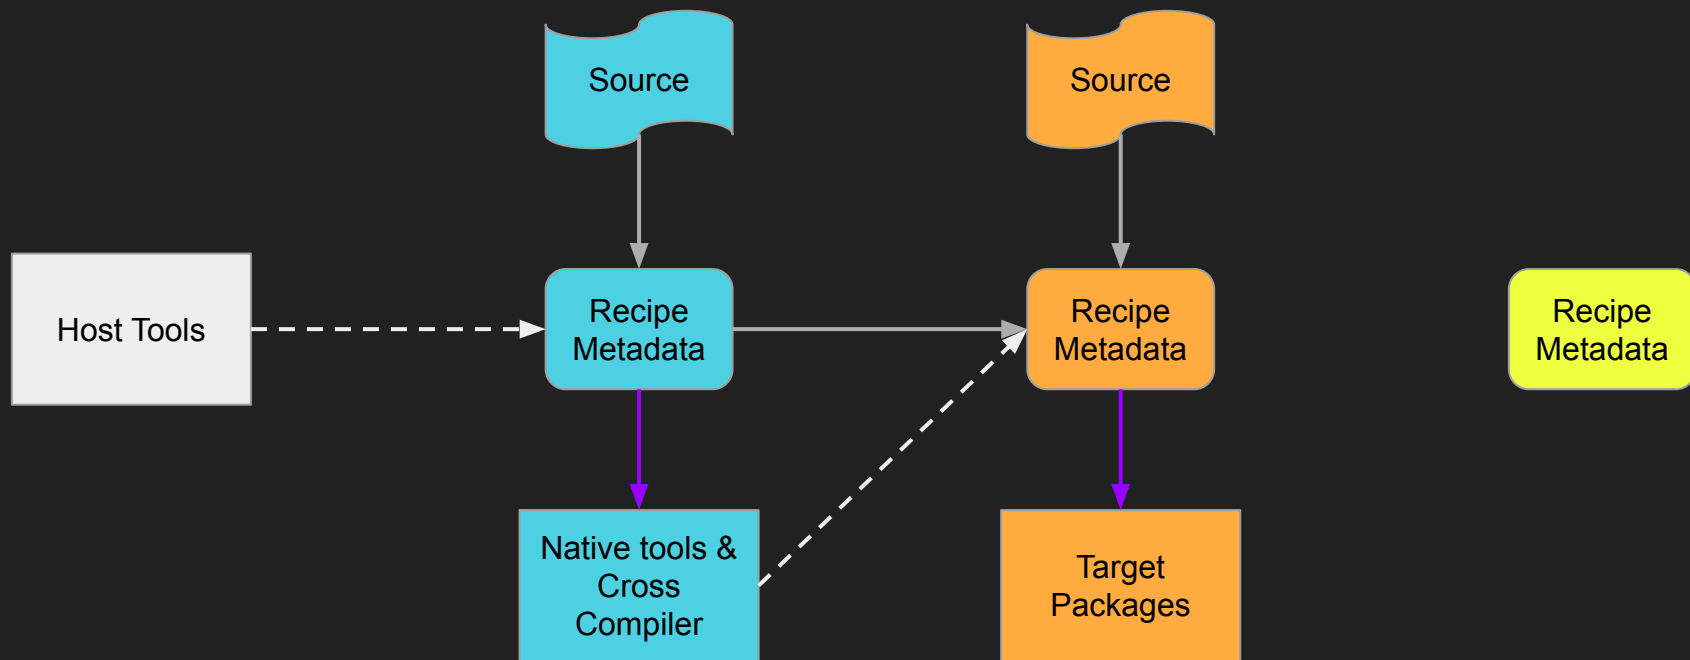 Source
Source
Host Tools
Recipe
Metadata
Recipe
Metadata
Recipe
Metadata
Native tools &
Cross
Compiler
Target
Packages